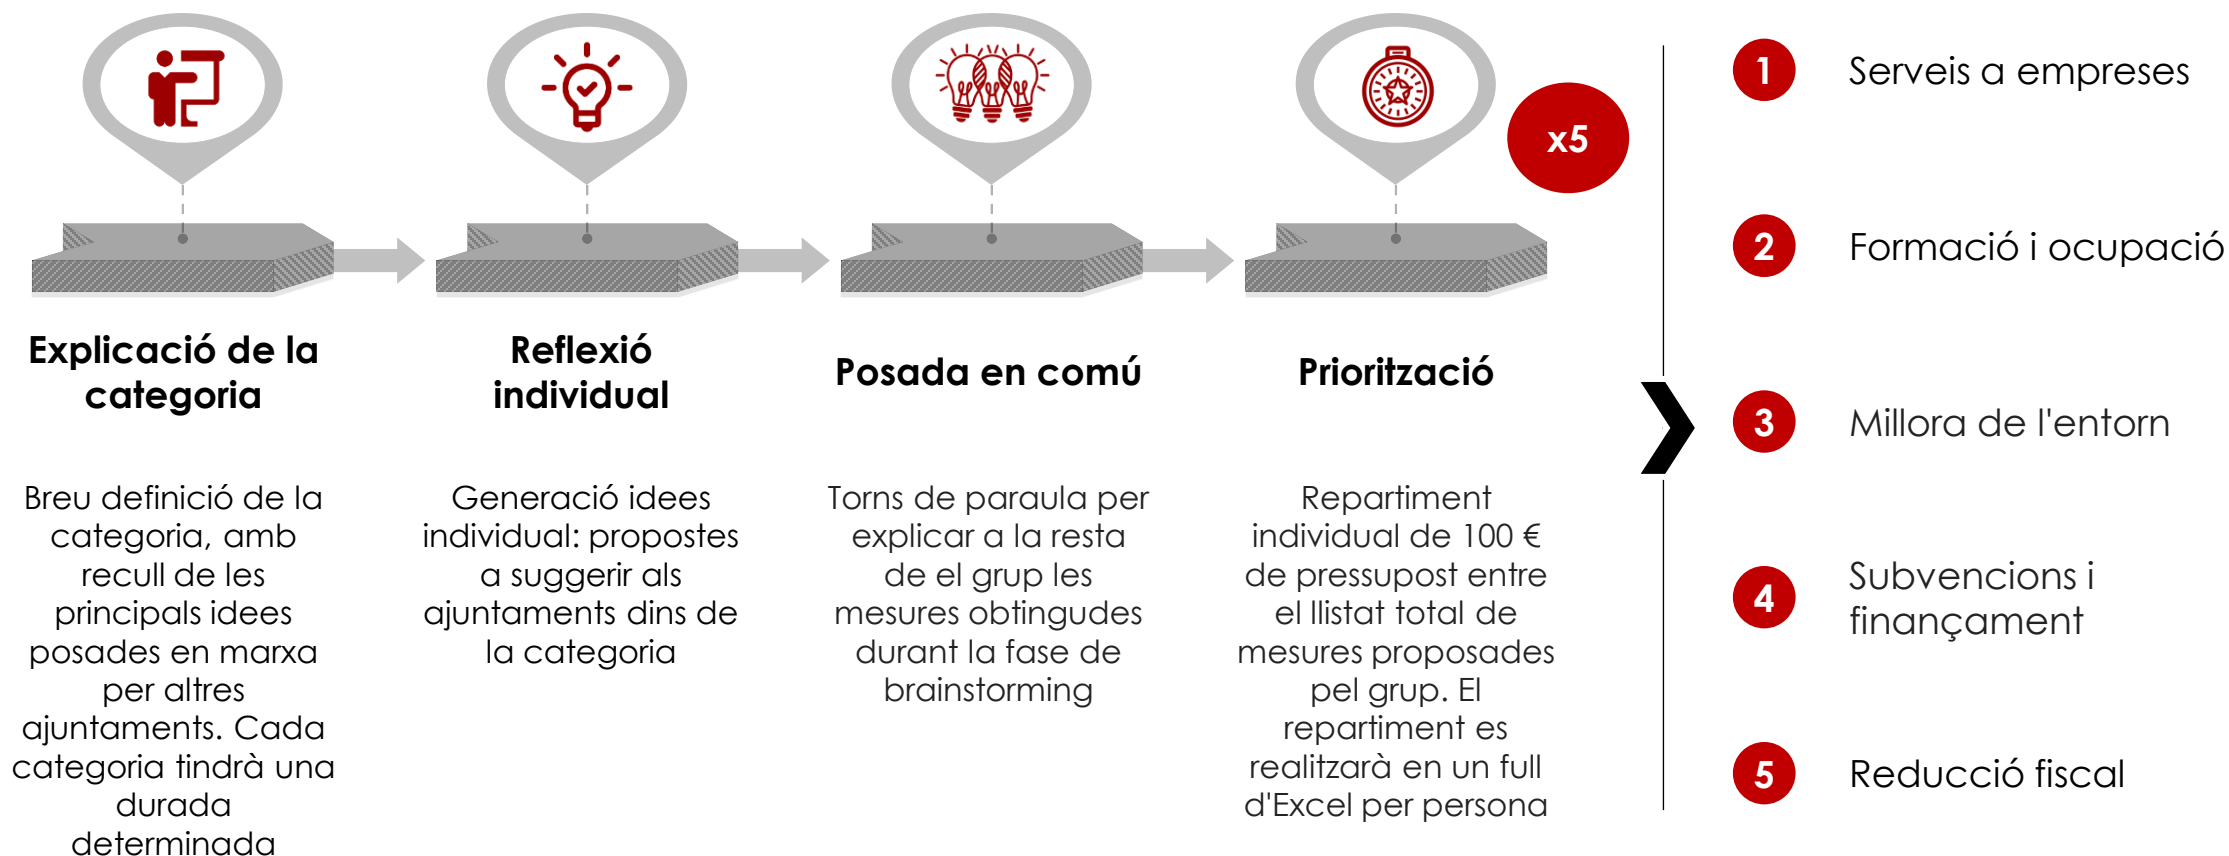 x5
Explicació de la
categoria
Breu definició de la
categoria, amb
recull de les
principals idees
posades en marxa
per altres
ajuntaments. Cada
categoria tindrà una
durada
determinada
Reflexió
individual
Generació idees
individual: propostes
a suggerir als
ajuntaments dins de
la categoria
Posada en comú
Torns de paraula per
explicar a la resta
de el grup les
mesures obtingudes
durant la fase de
brainstorming
Priorització
Repartiment
individual de 100 €
de pressupost entre
el llistat total de
mesures proposades
pel grup. El
repartiment es
realitzarà en un full
d'Excel per persona
1 Serveis a empreses
2 Formació i ocupació
3 Millora de l'entorn
4 Subvencions i
finançament
5 Reducció fiscal